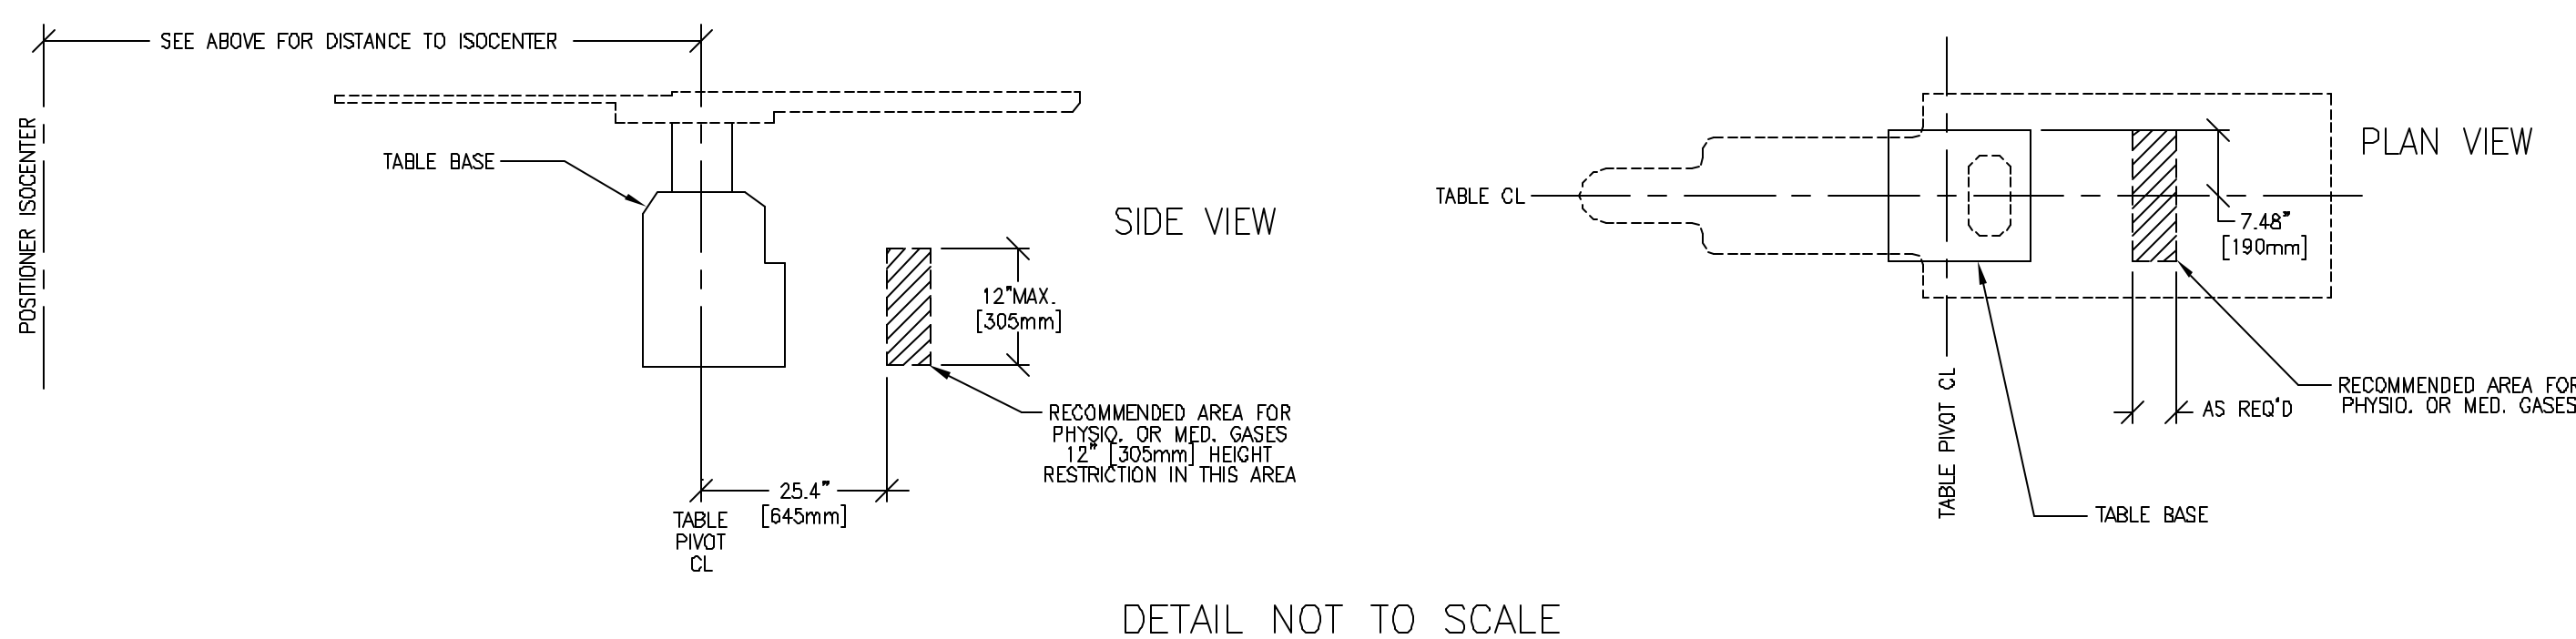 SEE ABOVE FOR DISTANCE TO ISOCENTER
POSITIONER ISOCENTER
TABLE BASE
SIDE VIEW
12"MAX.
[305mm]
RECOMMENDED AREA FOR
PHYSIO. OR MED. GASES
12" [305mm] HEIGHT
RESTRICTION IN THIS AREA
25.4"
[645mm]
TABLE
PIVOT
CL
PLAN VIEW
TABLE CL
7.48"
[190mm]
RECOMMENDED AREA FOR
PHYSIO. OR MED. GASES
AS REQ'D
TABLE PIVOT CL
TABLE BASE
DETAIL NOT TO SCALE